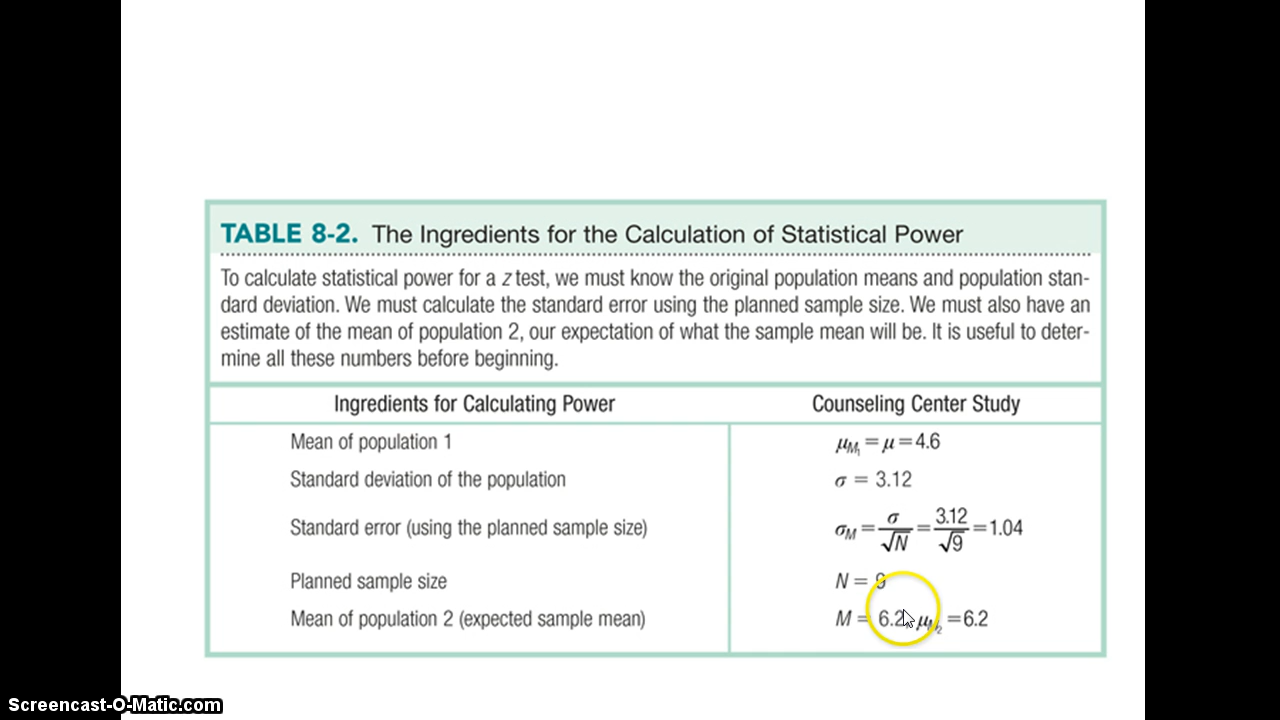 TABLE 8-2. The Ingredients for the Calculation of Statistical Power
To calculate statistical power for a z test, we must know the original population means and population stan-
dard deviation. We must calculate the standard error using the planned sample size. We must also have an
estimate of the mean of population 2, our expectation of what the sample mean will be. It is useful to deter-
mine all these numbers before beginning.
Ingredients for Calculating Power Counseling Center Study
Mean of population 1 μM₁ = μ = 4.6
Standard deviation of the population σ = 3.12
Standard error (using the planned sample size) σM = σ/√N = 3.12/√9 = 1.04
Planned sample size N = 9
Mean of population 2 (expected sample mean) M = 6.2 μM₂ = 6.2
Screencast-O-Matic.com